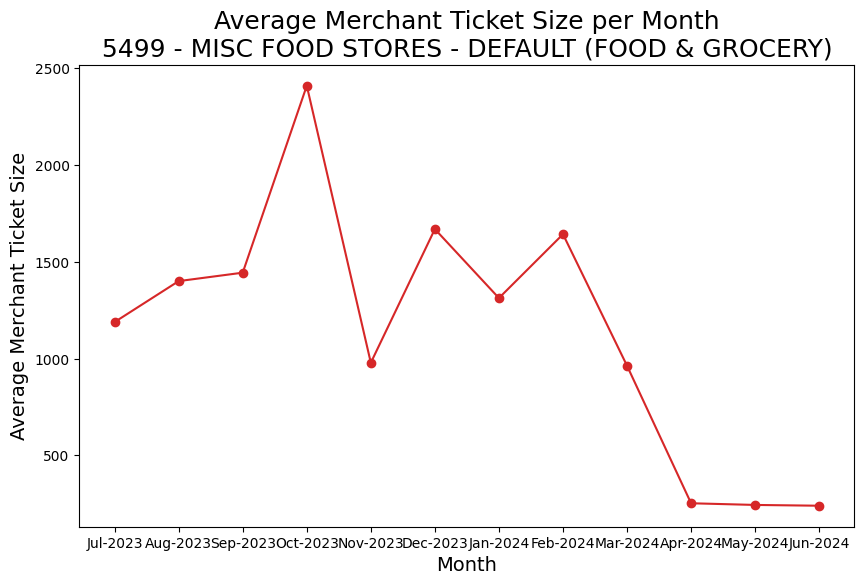 Average Merchant Ticket Size per Month
5499 - MISC FOOD STORES - DEFAULT (FOOD & GROCERY)
2500
2000
1500
1000
500
Average Merchant Ticket Size
Jul-2023 Aug-2023 Sep-2023 Oct-2023 Nov-2023 Dec-2023 Jan-2024 Feb-2024 Mar-2024 Apr-2024 May-2024 Jun-2024
Month